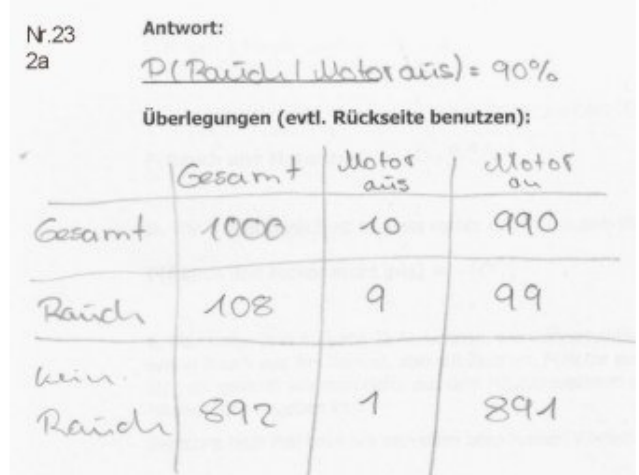 Nr.23 Antwort:
2a P(Rauch | Motor aus) = 90%
Überlegungen (evtl. Rückseite benutzen):
Gesamt Motor aus Motor an
Gesamt 1000 10 990
Rauch 108 9 99
kein. Rauch 892 1 891